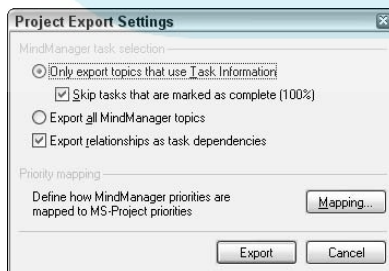 Project Export Settings
MindManager task selection
Only export topics that use Task Information
Skip tasks that are marked as complete (100%)
Export all MindManager topics
Export relationships as task dependencies
Priority mapping
Define how MindManager priorities are
mapped to MS-Project priorities
Mapping...
Export
Cancel